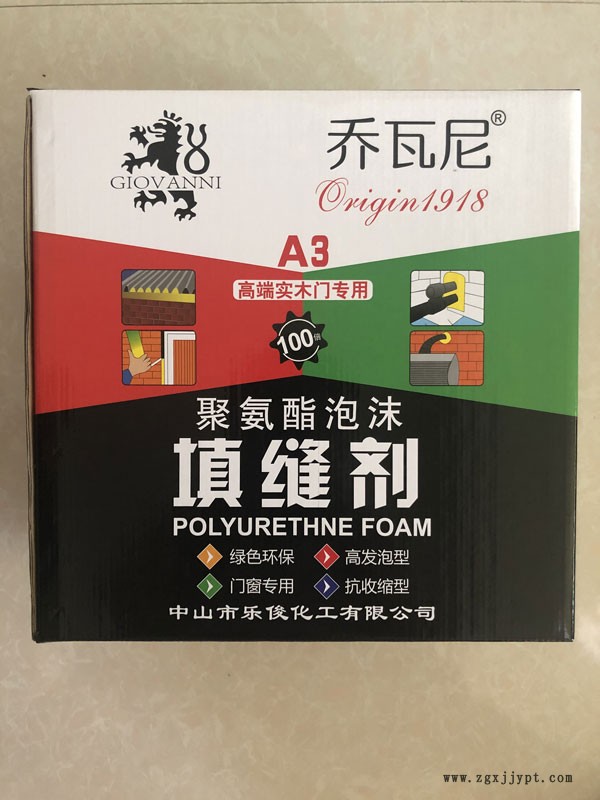 GIOVANNI
乔瓦尼®
Origin1918
A3
高端实木门专用
100倍
聚氨酯泡沫
填缝剂
POLYURETHNE FOAM
绿色环保 高发泡型
门窗专用 抗收缩型
中山市乐俊化工有限公司
www.zgxjjypt.com